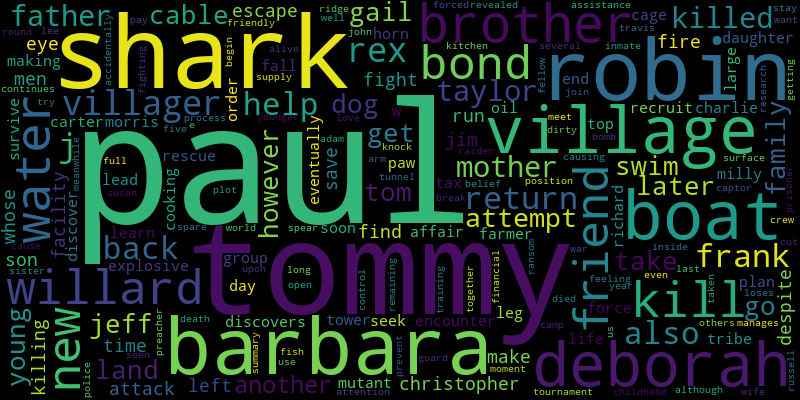 paul
tommy
shark
robin
barbara
village
brother
boat
deborah
kill
willard
water
friend
bond
killed
father
cable
escape
gail
rex
eye
making
men
horn
fall
fight
cage
fire
daughter
large
villager
help
dog
taylor
oil
end
recruit
charlie
top
family
survive
carter
morris
rescue
order
however
eventually
save
get
paw
jim
run
mother
swim
later
milly
tax
return
attempt
farmer
find
affair
soon
tom
j
lead
cooking
facility
discover
whose
son
back
learn
explosive
group
day
new
young
killing
jeff
time
land
attack
left
another
discovers
tower
seek
encounter
leg
make
mutant
christopher
frank
take
also
go
plan
despite
tribe
force
life
richard
round
lee
accidentally
friendly
pay
ridge
well
john
alive
fighting
supply
begin
want
stay
forced
revealed
assistance
travis
kitchen
several
inmate
fellow
join
research
getting
continues
try
process
five
e
younger
love
w
adam
knock
arm
tunnel
meet
dirty
bomb
raider
causing
surface
belief
position
break
captor
crew
prisoner
full
susan
meanwhile
plot
spare
world
spear
cause
sister
upon
long
open
control
remaining
training
together
financial
ransom
war
died
camp
feeling
year
us
inside
even
last
taken
loses
others
manages
cut
preacher
death
seen
police
summary
fish
use
prevent
guard
attention
moment
tournament
childhood
although
wife
russell